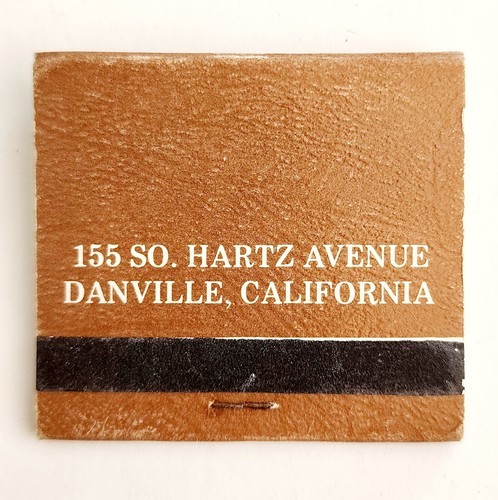 155 SO. HARTZ AVENUE
DANVILLE, CALIFORNIA